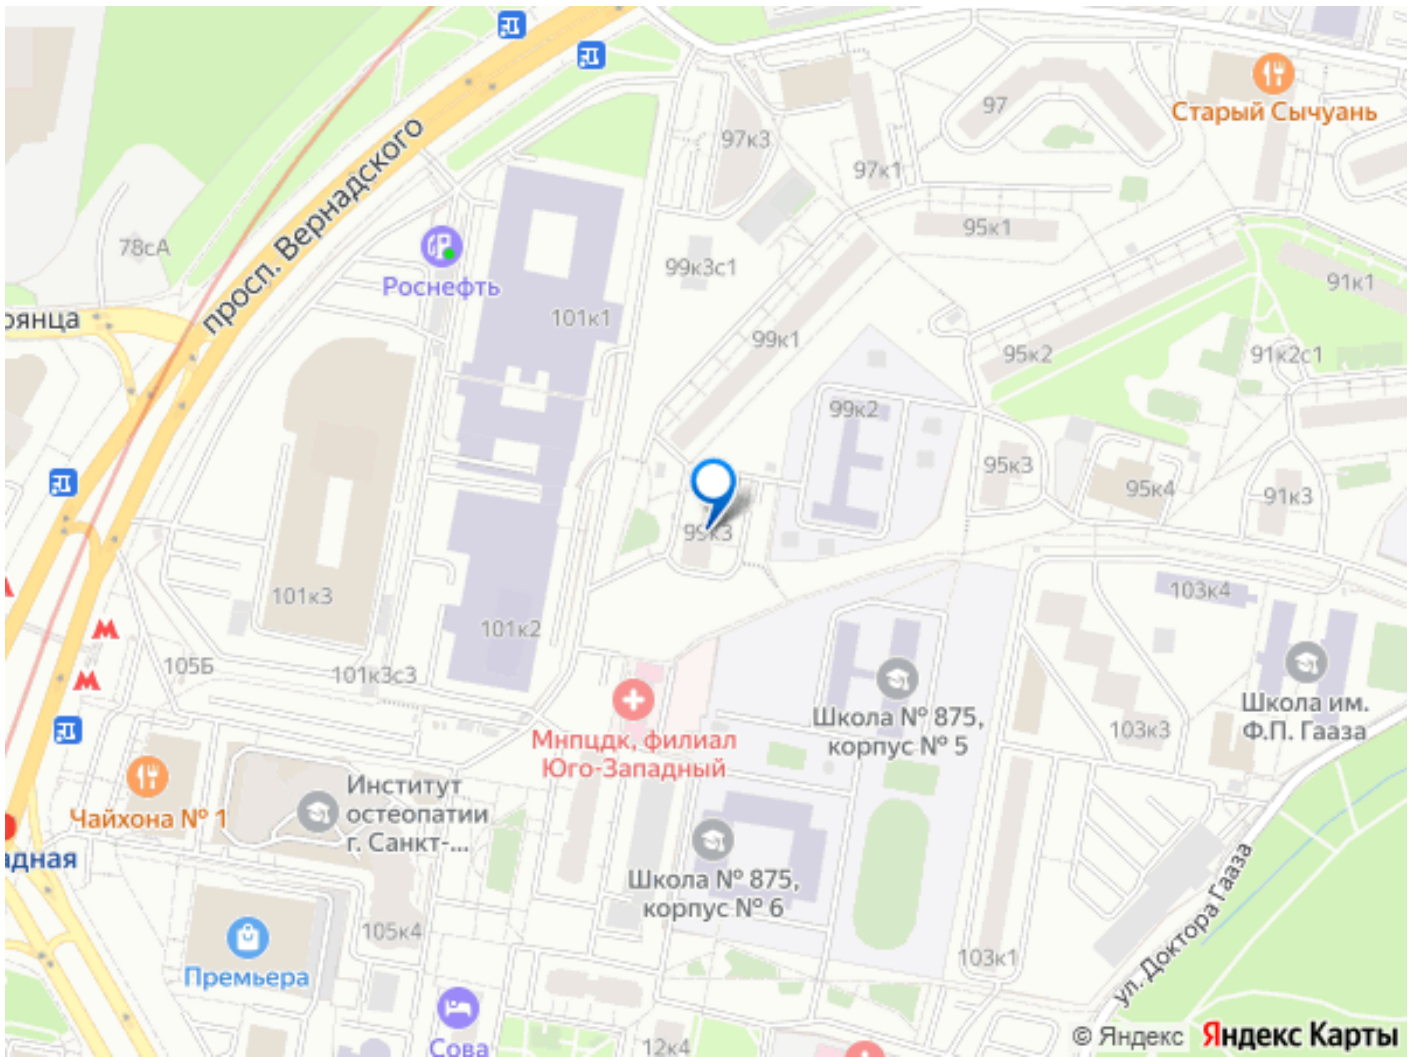 97
Старый Сычуань
97к3
97к1
просп. Вернадского
95к1
78сА
99к3с1
91к1
Роснефть
101к1
оянца
99к1
95к2
91к2с1
99к2
95к3
95к4
91к3
99к3
101к3
103к4
101к2
105Б
101к3с3
Школа им.
Ф.П. Гааза
Школа № 875,
корпус № 5
103к3
Мнпцдк, филиал
Юго-Западный
Институт
остеопатии
г. Санкт-...
Чайхона № 1
адная
Школа № 875,
корпус № 6
ул. Доктора Гааза
105к4
103к1
Премьера
Сова
12к4
© Яндекс Яндекс Карты